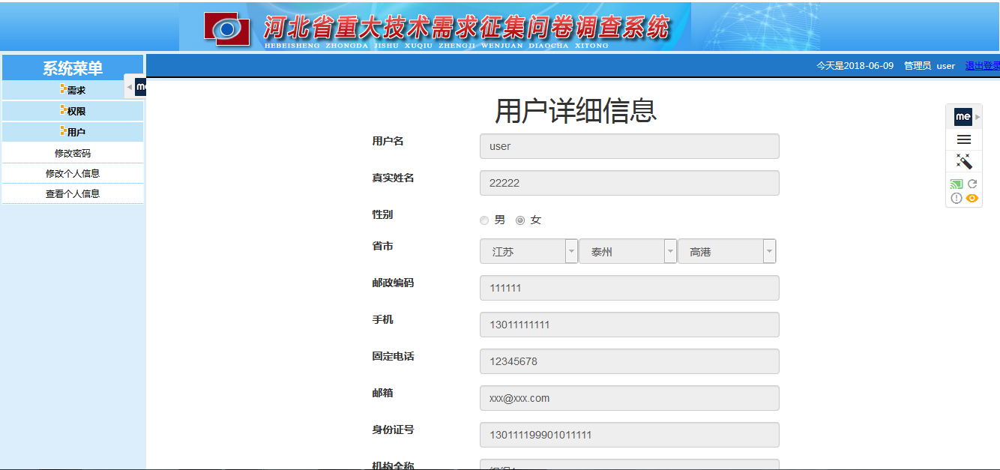 河北省重大技术需求征集问卷调查系统
HEBEISHENG ZHONGDA JISHU XUQIU ZHENGJI WENJUAN DIAOCHA XITONG
今天是2018-06-09 管理员 user 退出登录
系统菜单
需求
权限
用户
修改密码
修改个人信息
查看个人信息
me
me
用户详细信息
用户名 user
真实姓名 22222
性别 男 女
省市 江苏 泰州 高港
邮政编码 111111
手机 13011111111
固定电话 12345678
邮箱 xxx@xxx.com
身份证号 130111199901011111
机构全称